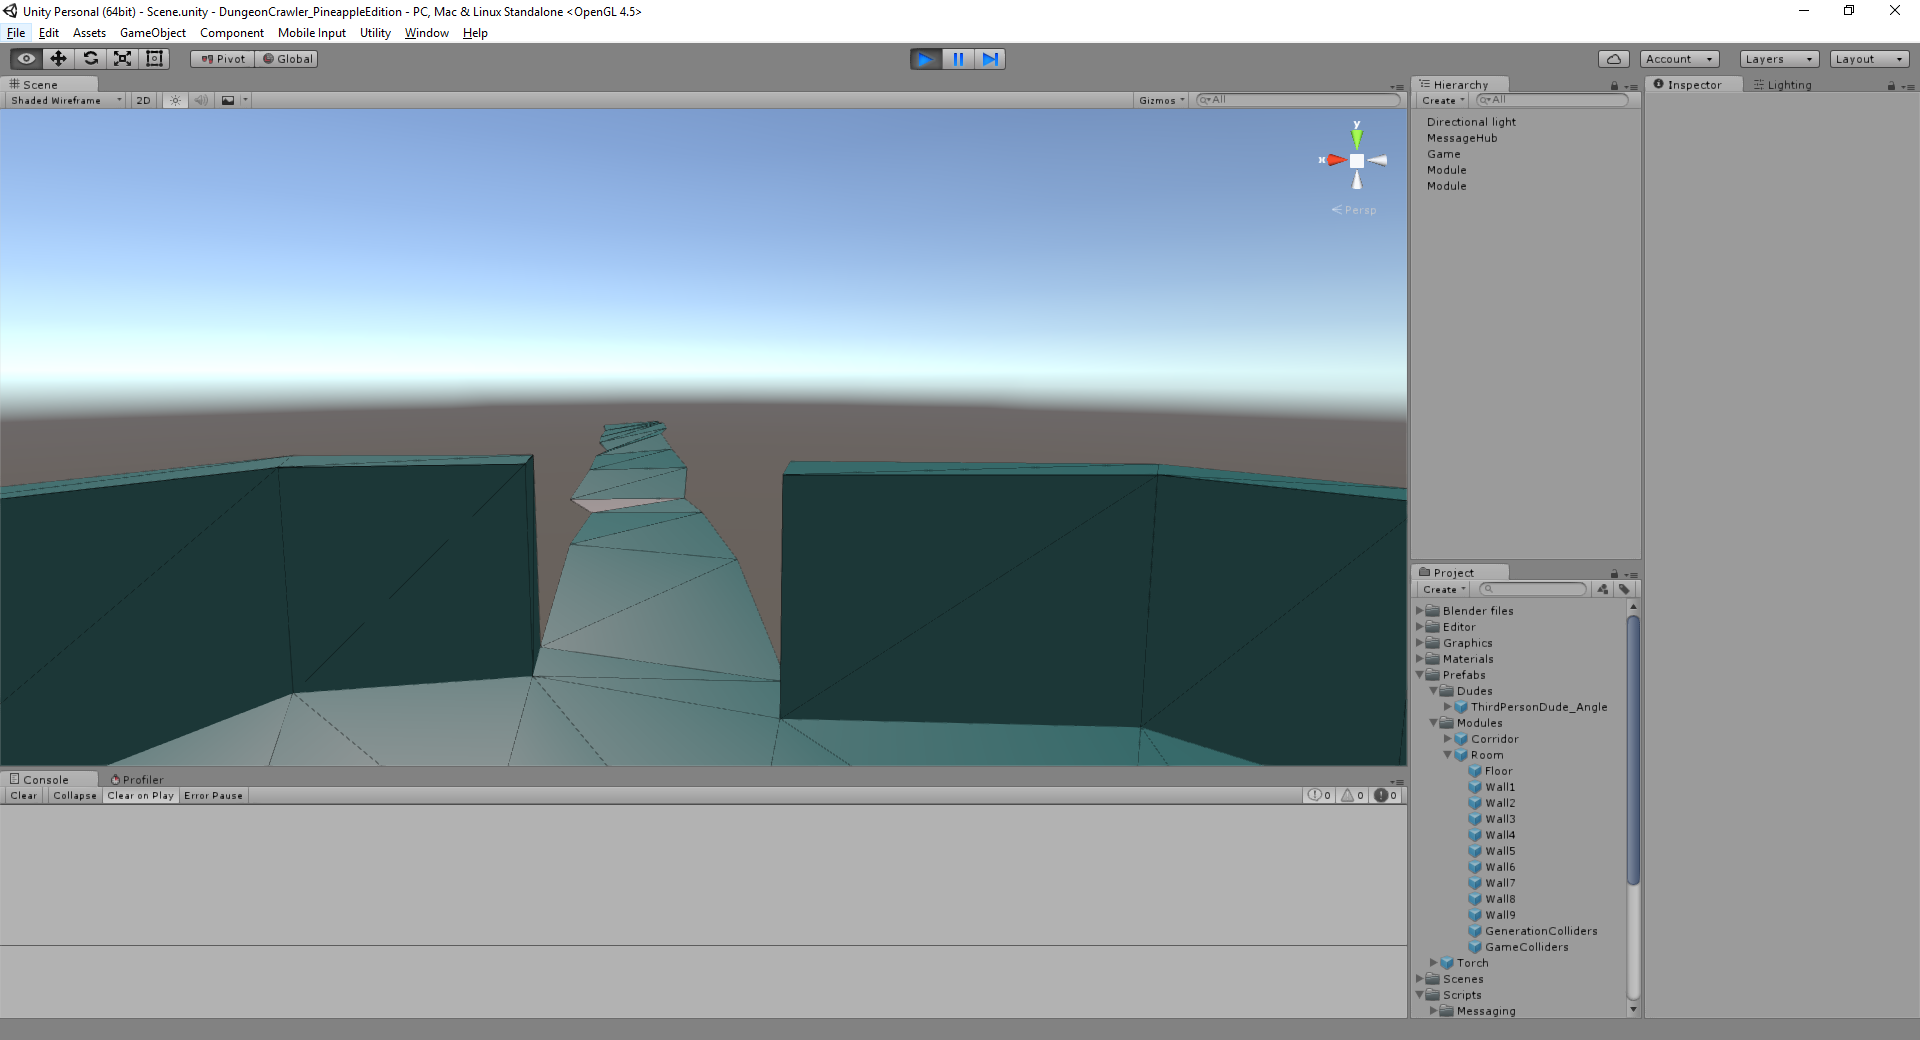 Unity Personal (64bit) - Scene.unity - DungeonCrawler_PineappleEdition - PC, Mac & Linux Standalone <OpenGL 4.5>
File Edit Assets GameObject Component Mobile Input Utility Window Help
Pivot Global Account Layers Layout
Scene
Shaded Wireframe 2D Gizmos All
y
x
Persp
Console Profiler
Clear Collapse Clear on Play Error Pause 0 0 0
Hierarchy
Create All
Directional light
MessageHub
Game
Module
Module
Project
Create
Blender files
Editor
Graphics
Materials
Prefabs
Dudes
ThirdPersonDude_Angle
Modules
Corridor
Room
Floor
Wall1
Wall2
Wall3
Wall4
Wall5
Wall6
Wall7
Wall8
Wall9
GenerationColliders
GameColliders
Torch
Scenes
Scripts
Messaging
Inspector Lighting